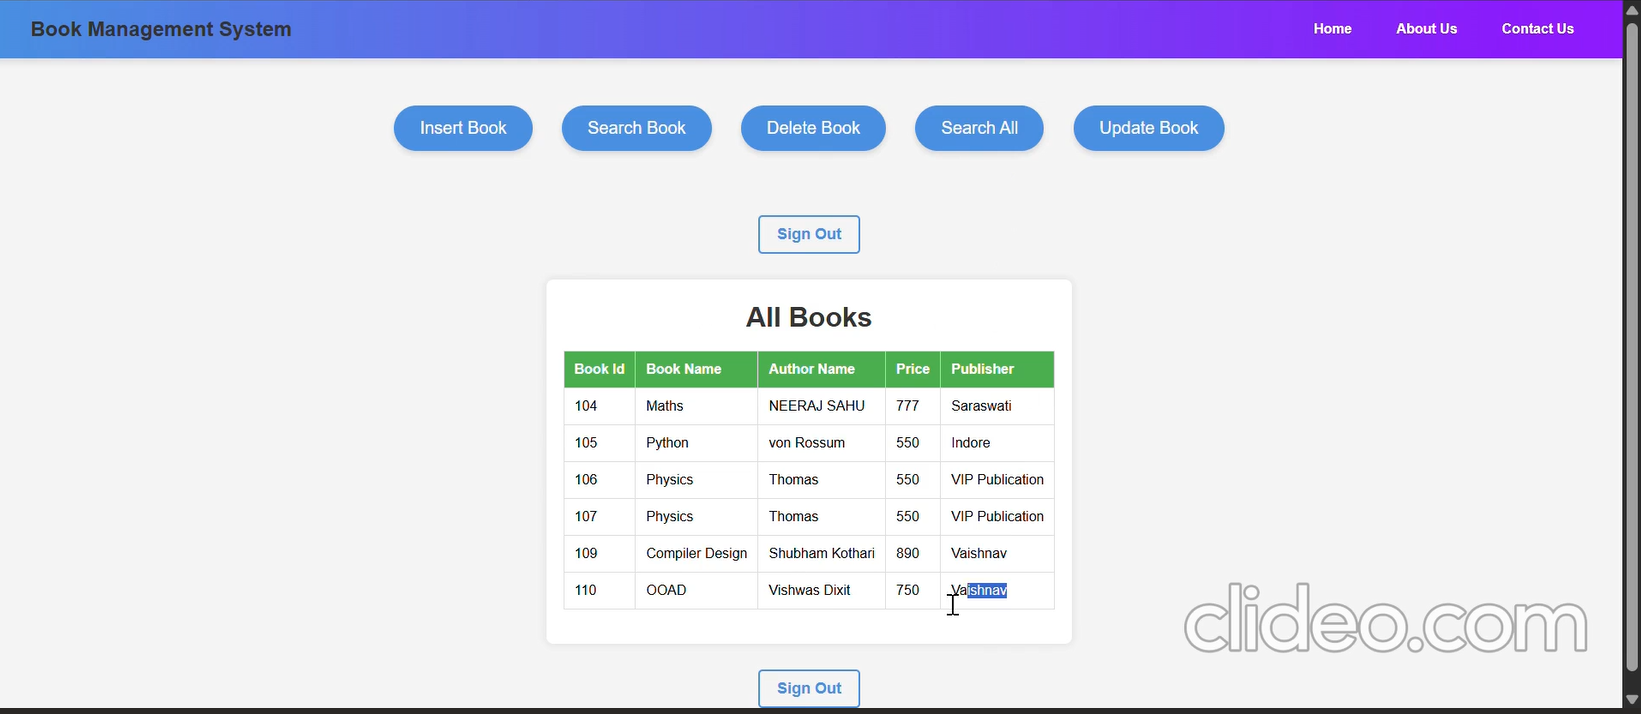 Book Management System Home About Us Contact Us
Insert Book Search Book Delete Book Search All Update Book
Sign Out
All Books
Book Id Book Name Author Name Price Publisher
104 Maths NEERAJ SAHU 777 Saraswati
105 Python von Rossum 550 Indore
106 Physics Thomas 550 VIP Publication
107 Physics Thomas 550 VIP Publication
109 Compiler Design Shubham Kothari 890 Vaishnav
110 OOAD Vishwas Dixit 750 Vaishnav
clideo.com
Sign Out